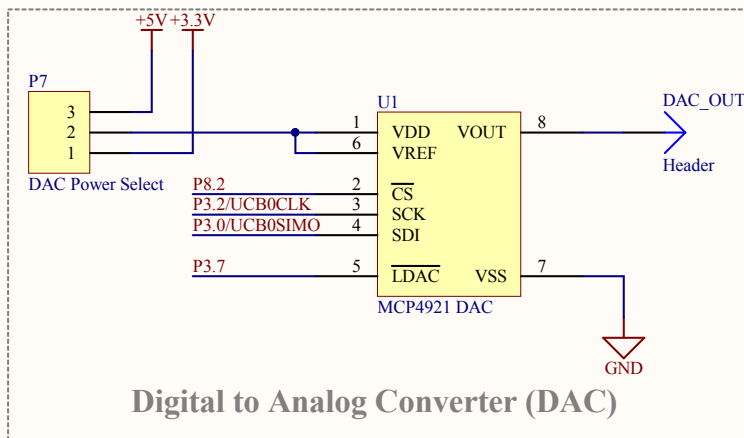 +5V +3.3V
P7
3
2
1
DAC Power Select
U1
1 VDD VOUT 8
6 VREF
P8.2 2 CS
P3.2/UCB0CLK 3 SCK
P3.0/UCB0SIMO 4 SDI
P3.7 5 LDAC VSS 7
MCP4921 DAC
DAC_OUT
Header
GND
Digital to Analog Converter (DAC)